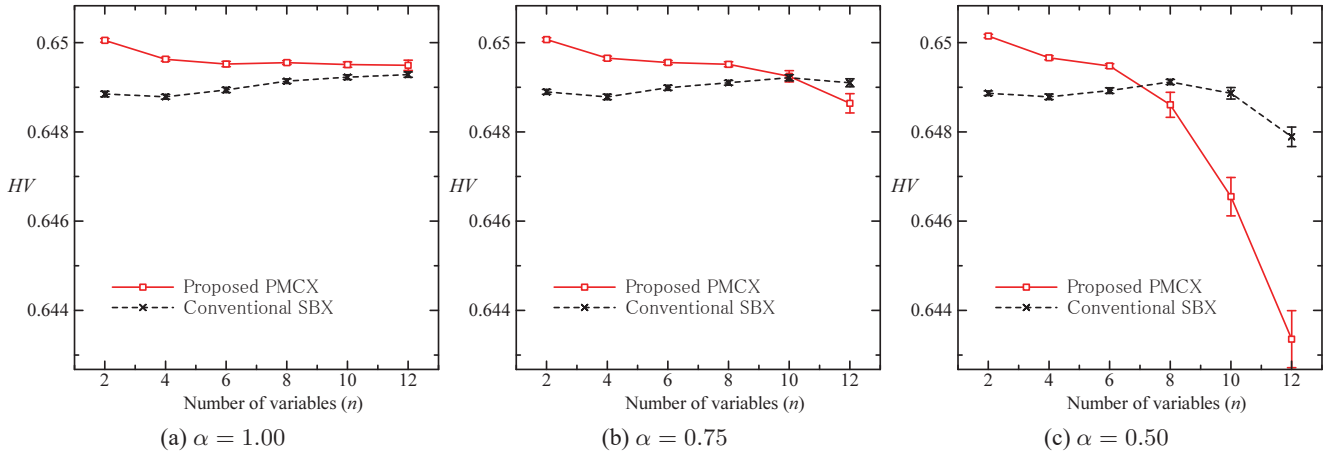 0.65
0.648
HV
0.646
0.644
Proposed PMCX
Conventional SBX
2 4 6 8 10 12
Number of variables (n)
(a) α = 1.00
0.65
0.648
HV
0.646
0.644
Proposed PMCX
Conventional SBX
2 4 6 8 10 12
Number of variables (n)
(b) α = 0.75
0.65
0.648
HV
0.646
0.644
Proposed PMCX
Conventional SBX
2 4 6 8 10 12
Number of variables (n)
(c) α = 0.50